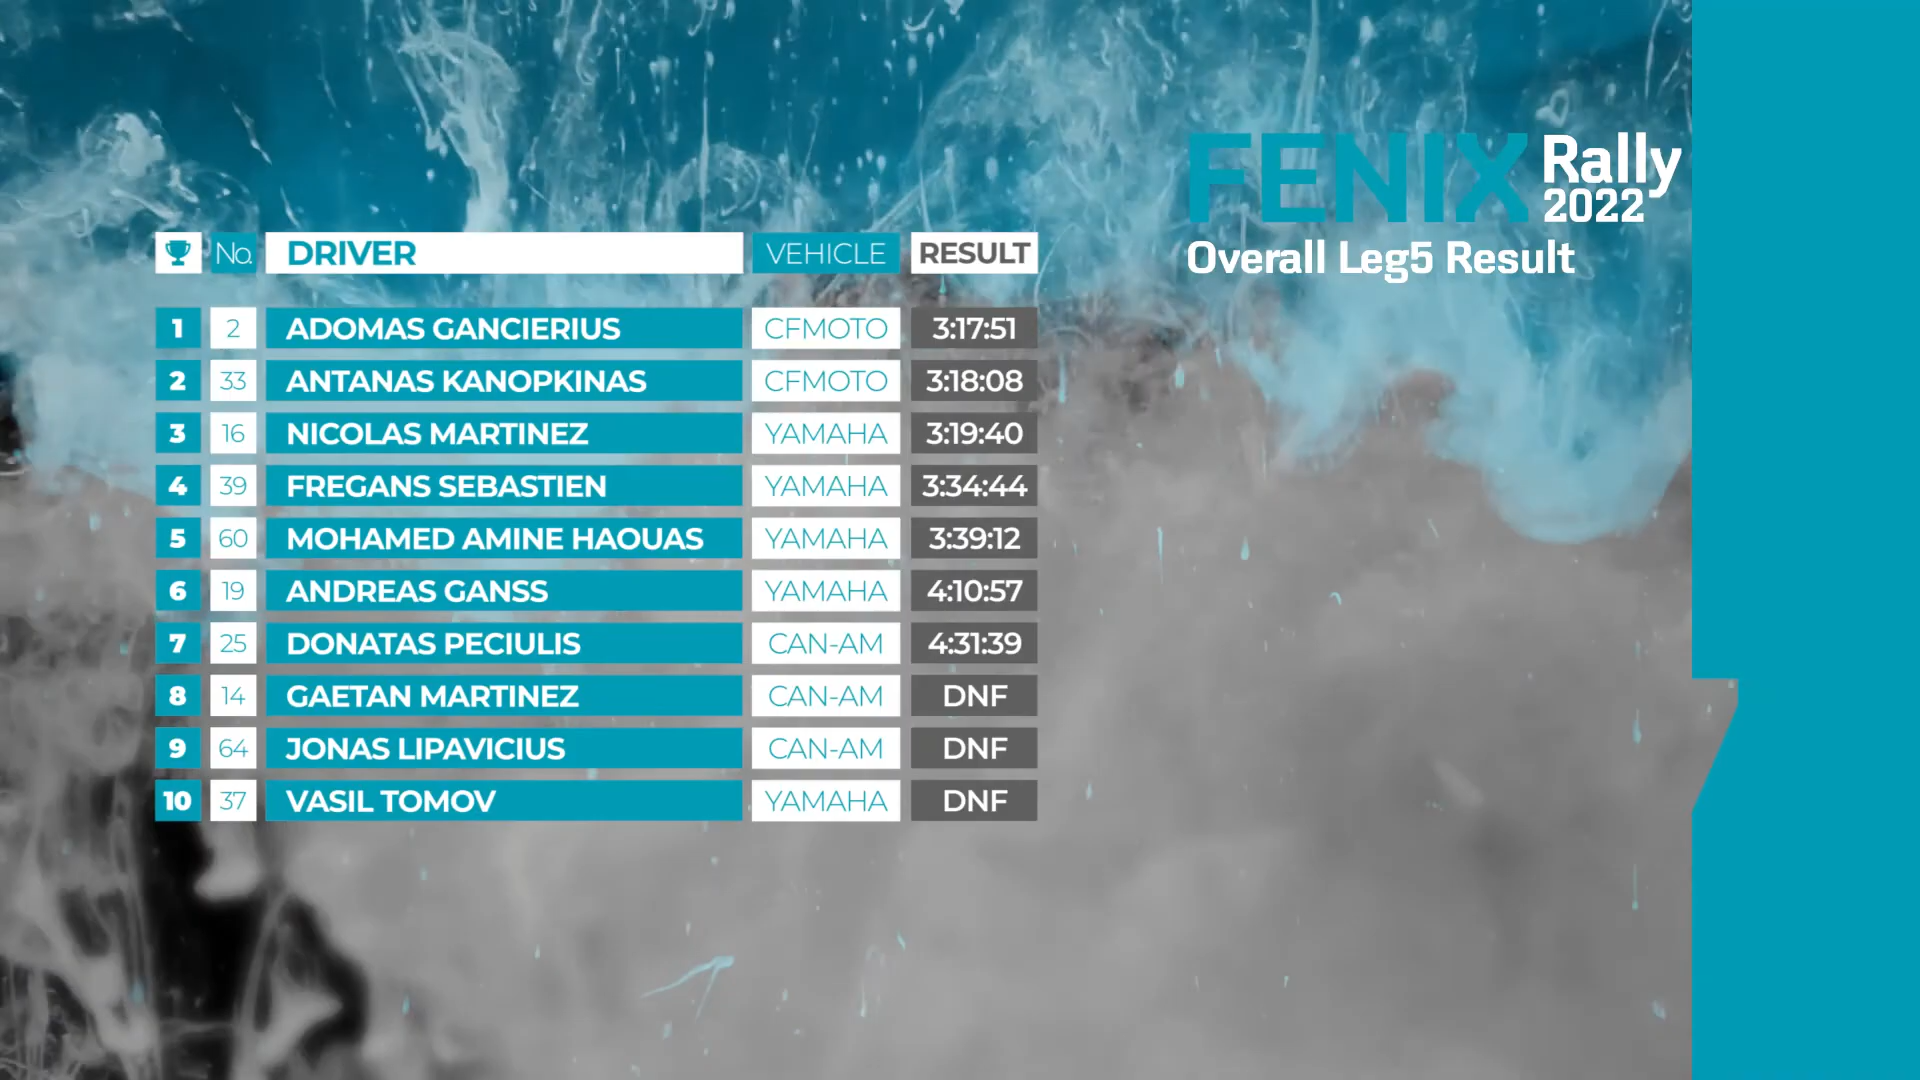 FENIX Rally
2022
Overall Leg5 Result
No. DRIVER VEHICLE RESULT
1 2 ADOMAS GANCIERIUS CFMOTO 3:17:51
2 33 ANTANAS KANOPKINAS CFMOTO 3:18:08
3 16 NICOLAS MARTINEZ YAMAHA 3:19:40
4 39 FREGANS SEBASTIEN YAMAHA 3:34:44
5 60 MOHAMED AMINE HAOUAS YAMAHA 3:39:12
6 19 ANDREAS GANSS YAMAHA 4:10:57
7 25 DONATAS PECIULIS CAN-AM 4:31:39
8 14 GAETAN MARTINEZ CAN-AM DNF
9 64 JONAS LIPAVICIUS CAN-AM DNF
10 37 VASIL TOMOV YAMAHA DNF